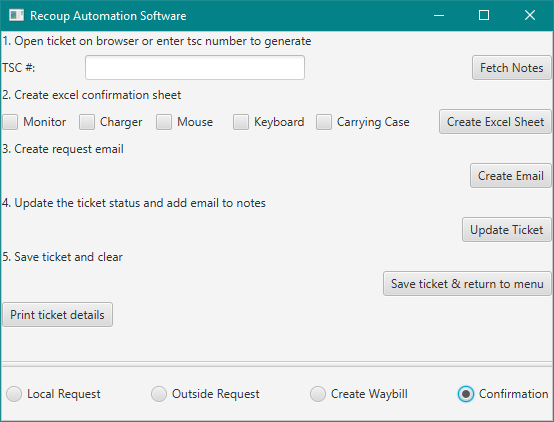 Recoup Automation Software
1. Open ticket on browser or enter tsc number to generate
TSC #: Fetch Notes
2. Create excel confirmation sheet
Monitor Charger Mouse Keyboard Carrying Case Create Excel Sheet
3. Create request email
Create Email
4. Update the ticket status and add email to notes
Update Ticket
5. Save ticket and clear
Save ticket & return to menu
Print ticket details
Local Request Outside Request Create Waybill Confirmation